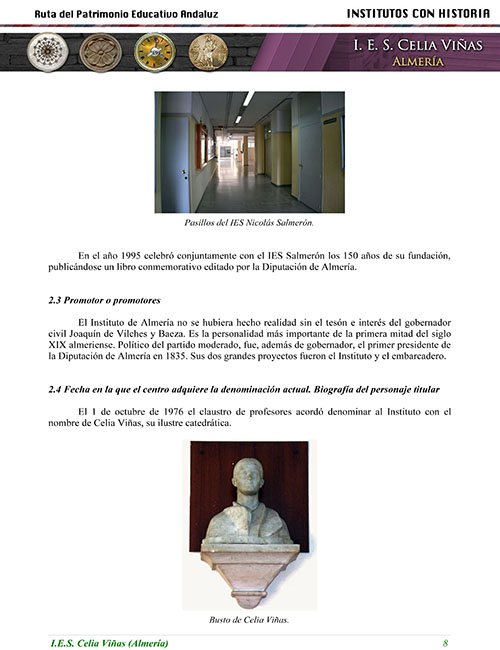 Ruta del Patrimonio Educativo Andaluz
INSTITUTOS CON HISTORIA
I. E. S. CELIA VIÑAS
ALMERÍA
Pasillos del IES Nicolás Salmerón.
En el año 1995 celebró conjuntamente con el IES Salmerón los 150 años de su fundación,
publicándose un libro conmemorativo editado por la Diputación de Almería.
2.3 Promotor o promotores
El Instituto de Almería no se hubiera hecho realidad sin el tesón e interés del gobernador
civil Joaquín de Vilches y Baeza. Es la personalidad más importante de la primera mitad del siglo
XIX almeriense. Político del partido moderado, fue, además de gobernador, el primer presidente de
la Diputación de Almería en 1835. Sus dos grandes proyectos fueron el Instituto y el embarcadero.
2.4 Fecha en la que el centro adquiere la denominación actual. Biografía del personaje titular
El 1 de octubre de 1976 el claustro de profesores acordó denominar al Instituto con el
nombre de Celia Viñas, su ilustre catedrática.
Busto de Celia Viñas.
I.E.S. Celia Viñas (Almería)
8